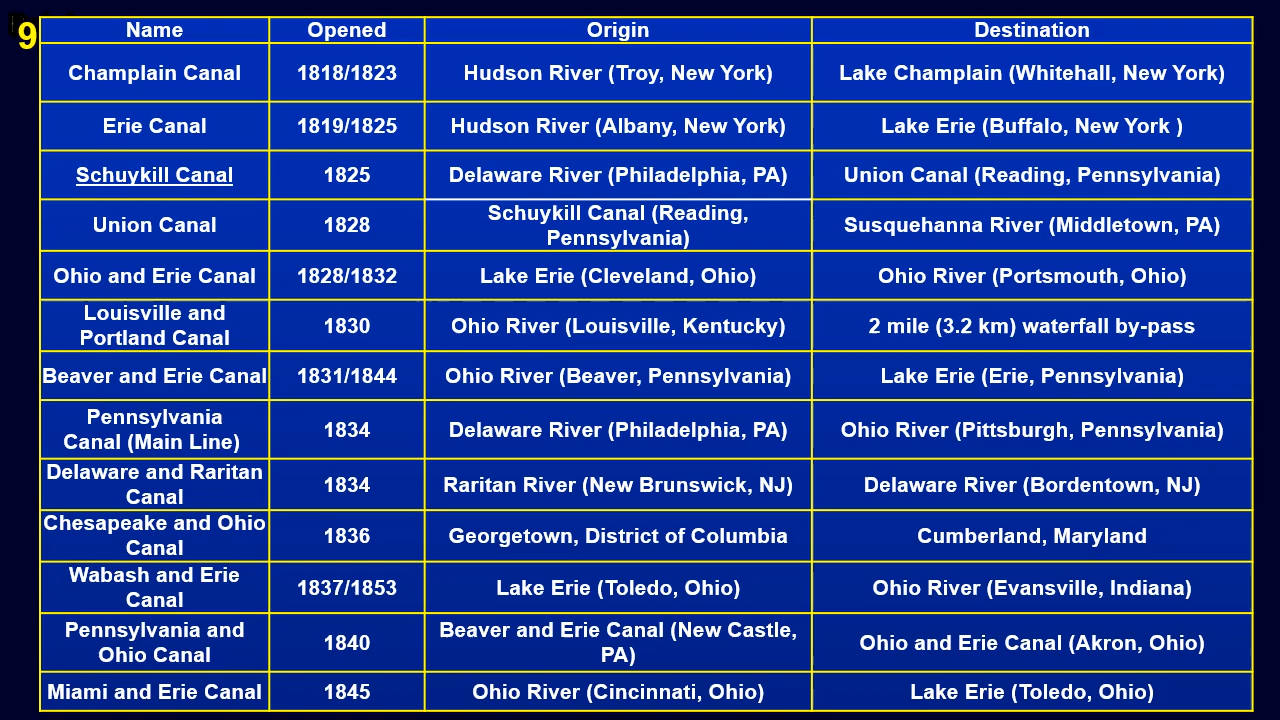 9
Name Opened Origin Destination
Champlain Canal 1818/1823 Hudson River (Troy, New York) Lake Champlain (Whitehall, New York)
Erie Canal 1819/1825 Hudson River (Albany, New York) Lake Erie (Buffalo, New York )
Schuykill Canal 1825 Delaware River (Philadelphia, PA) Union Canal (Reading, Pennsylvania)
Union Canal 1828 Schuykill Canal (Reading,
Pennsylvania) Susquehanna River (Middletown, PA)
Ohio and Erie Canal 1828/1832 Lake Erie (Cleveland, Ohio) Ohio River (Portsmouth, Ohio)
Louisville and
Portland Canal 1830 Ohio River (Louisville, Kentucky) 2 mile (3.2 km) waterfall by-pass
Beaver and Erie Canal 1831/1844 Ohio River (Beaver, Pennsylvania) Lake Erie (Erie, Pennsylvania)
Pennsylvania
Canal (Main Line) 1834 Delaware River (Philadelphia, PA) Ohio River (Pittsburgh, Pennsylvania)
Delaware and Raritan
Canal 1834 Raritan River (New Brunswick, NJ) Delaware River (Bordentown, NJ)
Chesapeake and Ohio
Canal 1836 Georgetown, District of Columbia Cumberland, Maryland
Wabash and Erie
Canal 1837/1853 Lake Erie (Toledo, Ohio) Ohio River (Evansville, Indiana)
Pennsylvania and
Ohio Canal 1840 Beaver and Erie Canal (New Castle,
PA) Ohio and Erie Canal (Akron, Ohio)
Miami and Erie Canal 1845 Ohio River (Cincinnati, Ohio) Lake Erie (Toledo, Ohio)